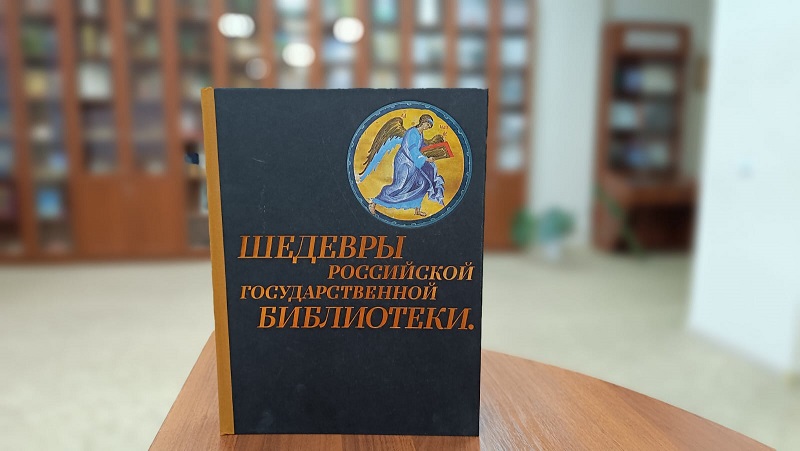 ШЕДЕВРЫ
РОССИЙСКОЙ
ГОСУДАРСТВЕННОЙ
БИБЛИОТЕКИ.